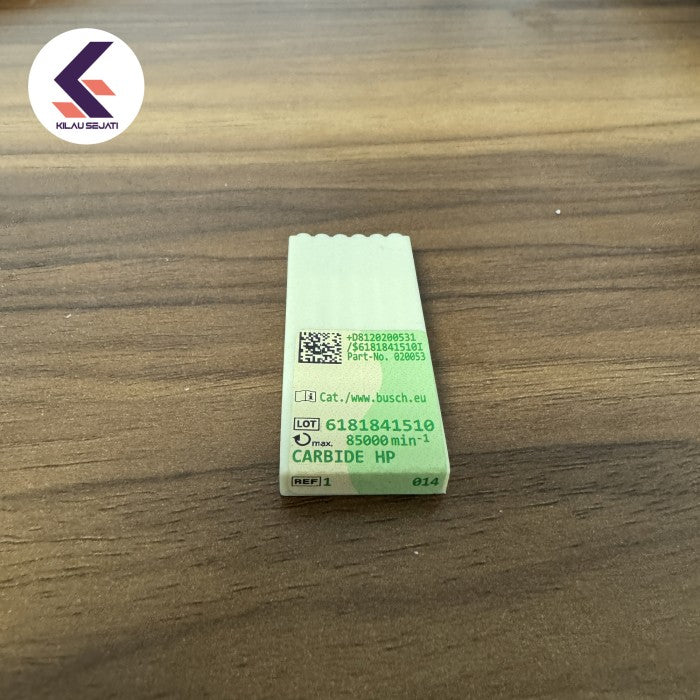 KILAU SEJATI
+D8120200531
/$6181841510I
Part-No. 020053
Cat./www.busch.eu
LOT 6181841510
max. 85000 min-1
CARBIDE HP
REF 1 014